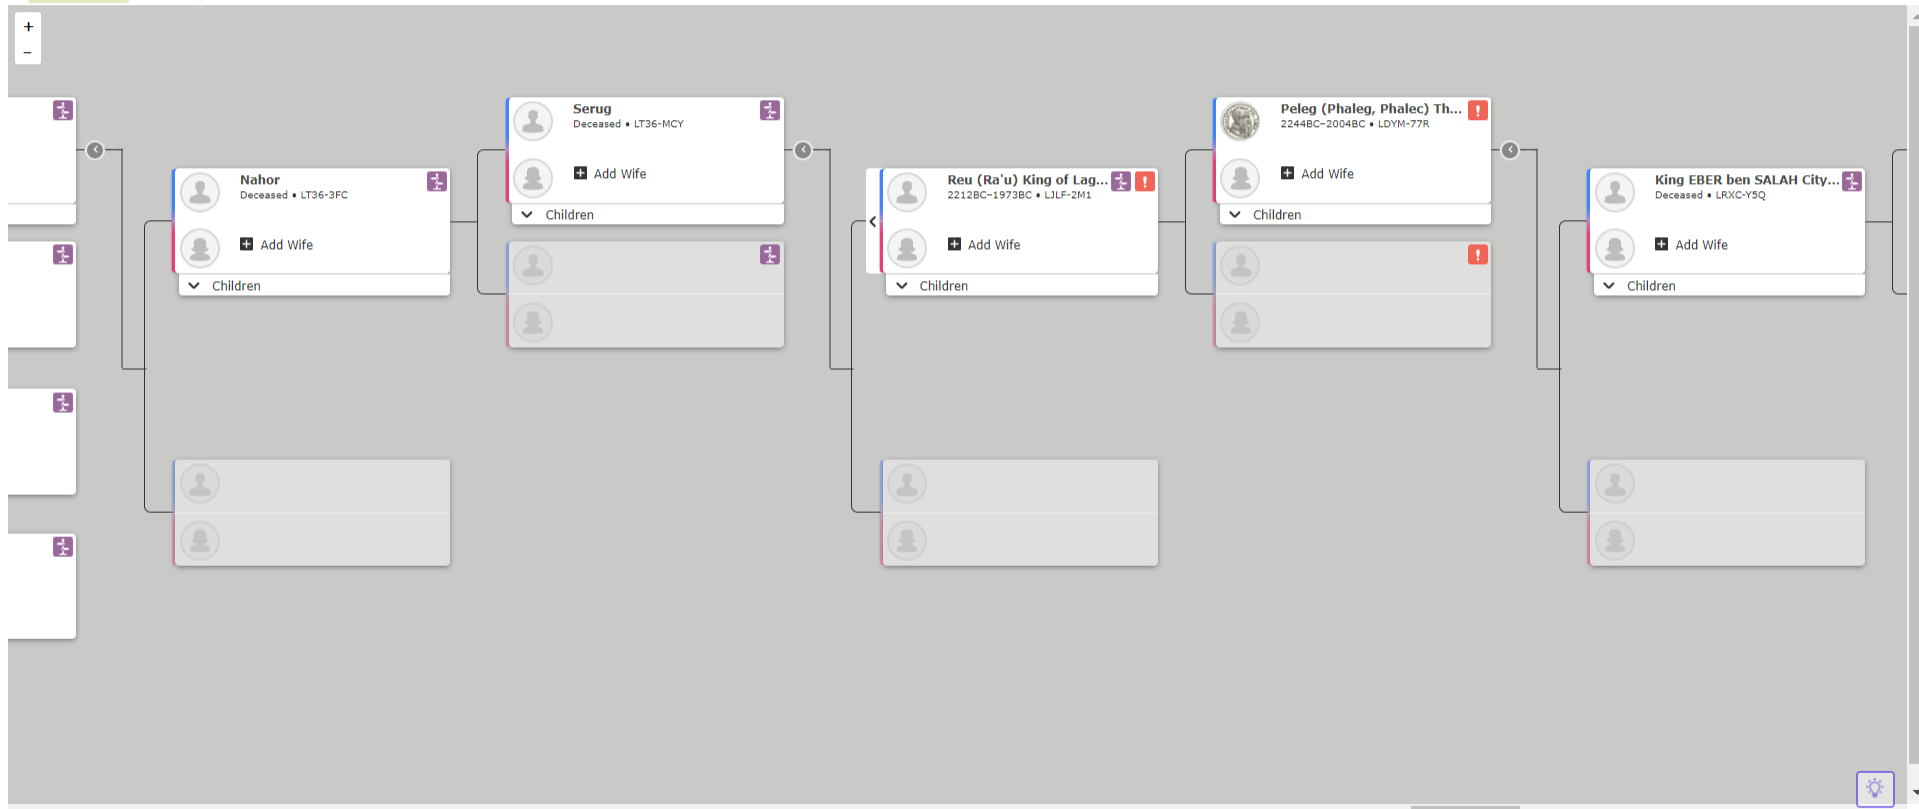 +
−
Nahor
Deceased • LT36-3FC
Add Wife
Children
Serug
Deceased • LT36-MCY
Add Wife
Children
Reu (Ra'u) King of Lag...
2212BC–1973BC • LJLF-2M1
Add Wife
Children
Peleg (Phaleg, Phalec) Th...
2244BC–2004BC • LDYM-77R
Add Wife
Children
King EBER ben SALAH City...
Deceased • LRXC-Y5Q
Add Wife
Children